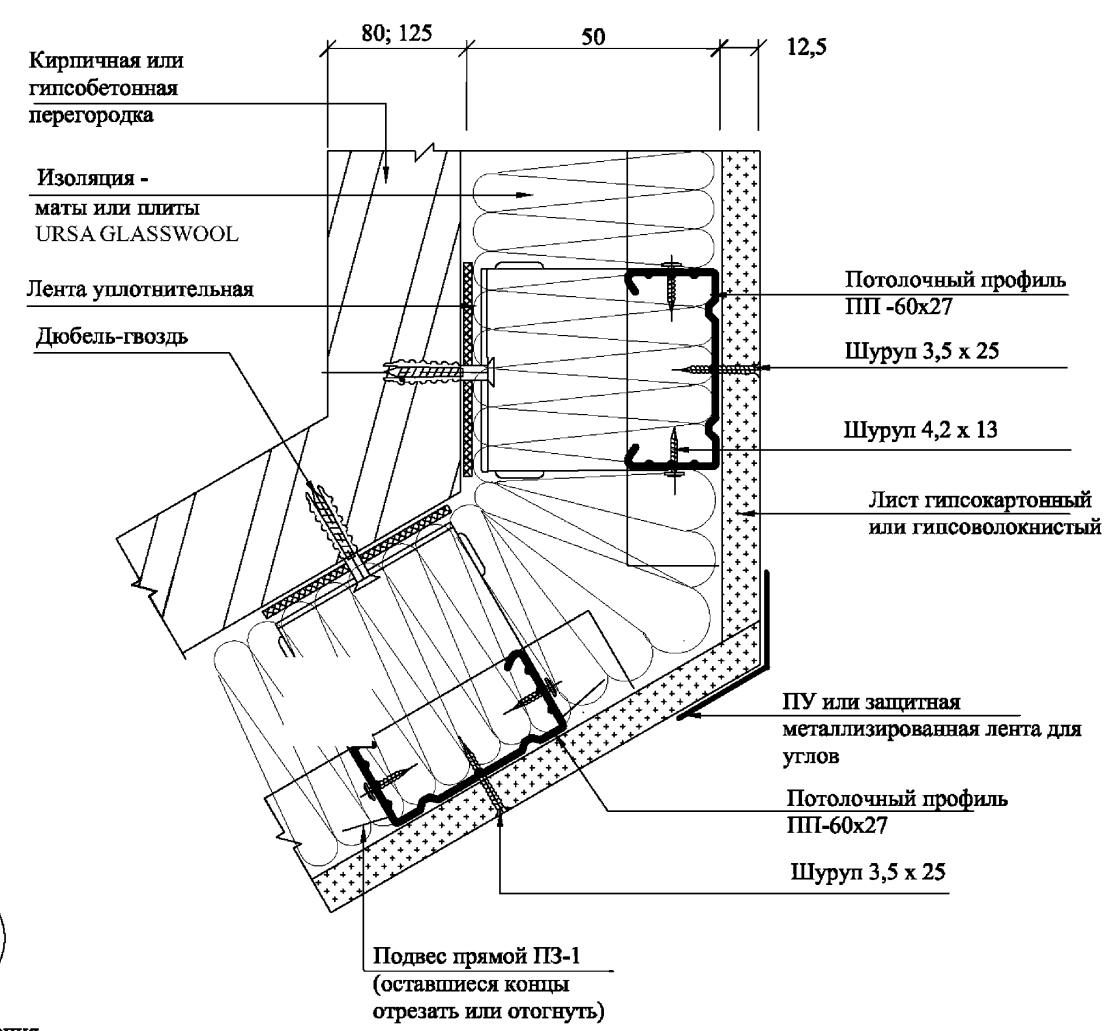 80; 125
50
12,5
Кирпичная или
гипсобетонная
перегородка
Изоляция -
маты или плиты
URSA GLASSWOOL
Лента уплотнительная
Дюбель-гвоздь
Потолочный профиль
ПП -60х27
Шуруп 3,5 х 25
Шуруп 4,2 х 13
Лист гипсокартонный
или гипсоволокнистый
ПУ или защитная
металлизированная лента для
углов
Потолочный профиль
ПП-60х27
Шуруп 3,5 х 25
Подвес прямой ПЗ-1
(оставшиеся концы
отрезать или отогнуть)